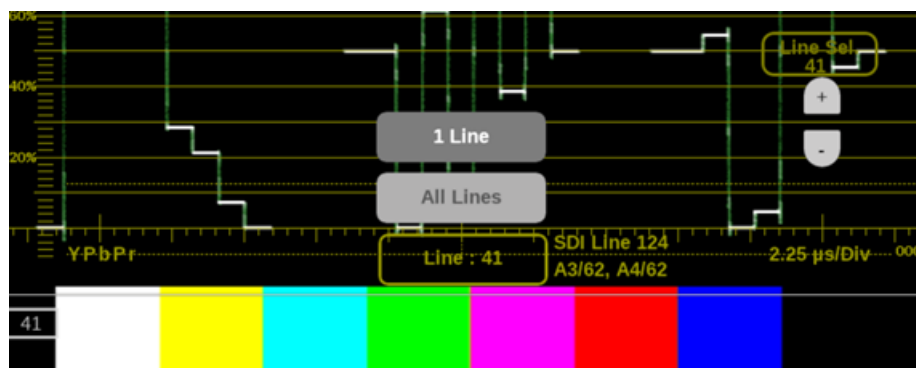 60%
Line Sel
41
40%
+
1 Line
-
20%
All Lines
YPbPr
Line : 41
SDI Line 124
A3/62, A4/62
2.25 µs/Div
000
41